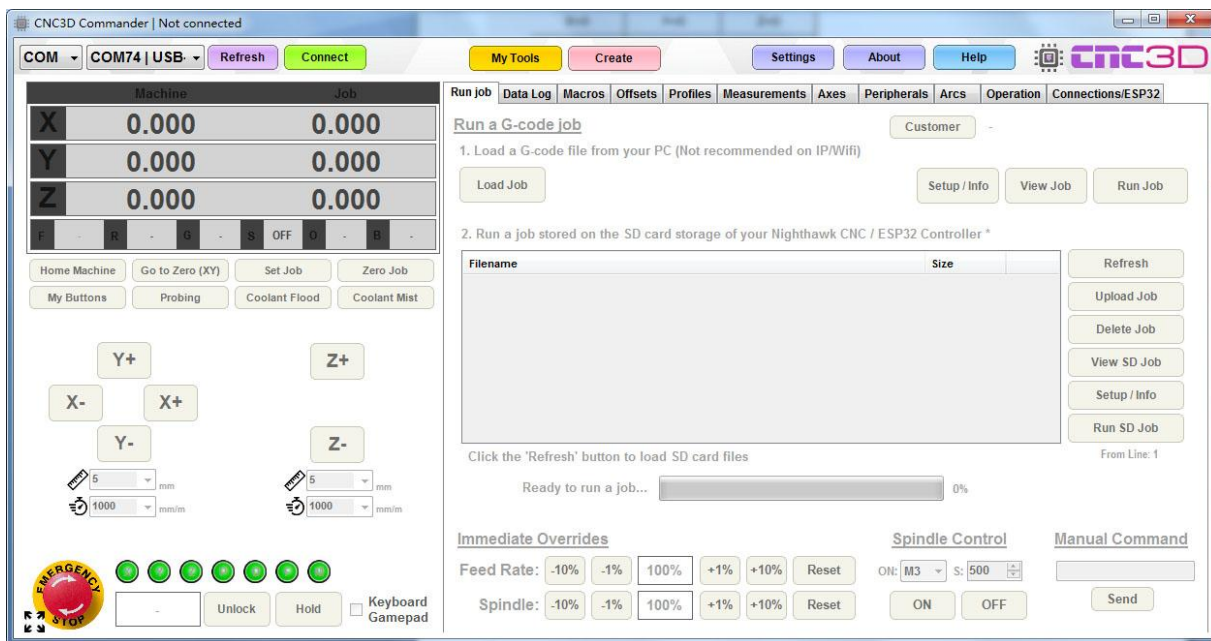 CNC3D Commander | Not connected
COM COM74 | USB- Refresh Connect My Tools Create Settings About Help CNC3D
Machine Job
X 0.000 0.000
Y 0.000 0.000
Z 0.000 0.000
F - R - G - S OFF O - B -
Home Machine Go to Zero (XY) Set Job Zero Job
My Buttons Probing Coolant Flood Coolant Mist
Y+ Z+
X- X+
Y- Z-
5 mm 5 mm
1000 mm/m 1000 mm/m
EMERGENCY STOP
- Unlock Hold Keyboard Gamepad
Run job Data Log Macros Offsets Profiles Measurements Axes Peripherals Arcs Operation Connections/ESP32
Run a G-code job Customer -
1. Load a G-code file from your PC (Not recommended on IP/Wifi)
Load Job Setup / Info View Job Run Job
2. Run a job stored on the SD card storage of your Nighthawk CNC / ESP32 Controller *
Filename Size
Refresh
Upload Job
Delete Job
View SD Job
Setup / Info
Run SD Job
From Line: 1
Click the 'Refresh' button to load SD card files
Ready to run a job... 0%
Immediate Overrides
Feed Rate: -10% -1% 100% +1% +10% Reset
Spindle: -10% -1% 100% +1% +10% Reset
Spindle Control
ON: M3 S: 500
ON OFF
Manual Command
Send